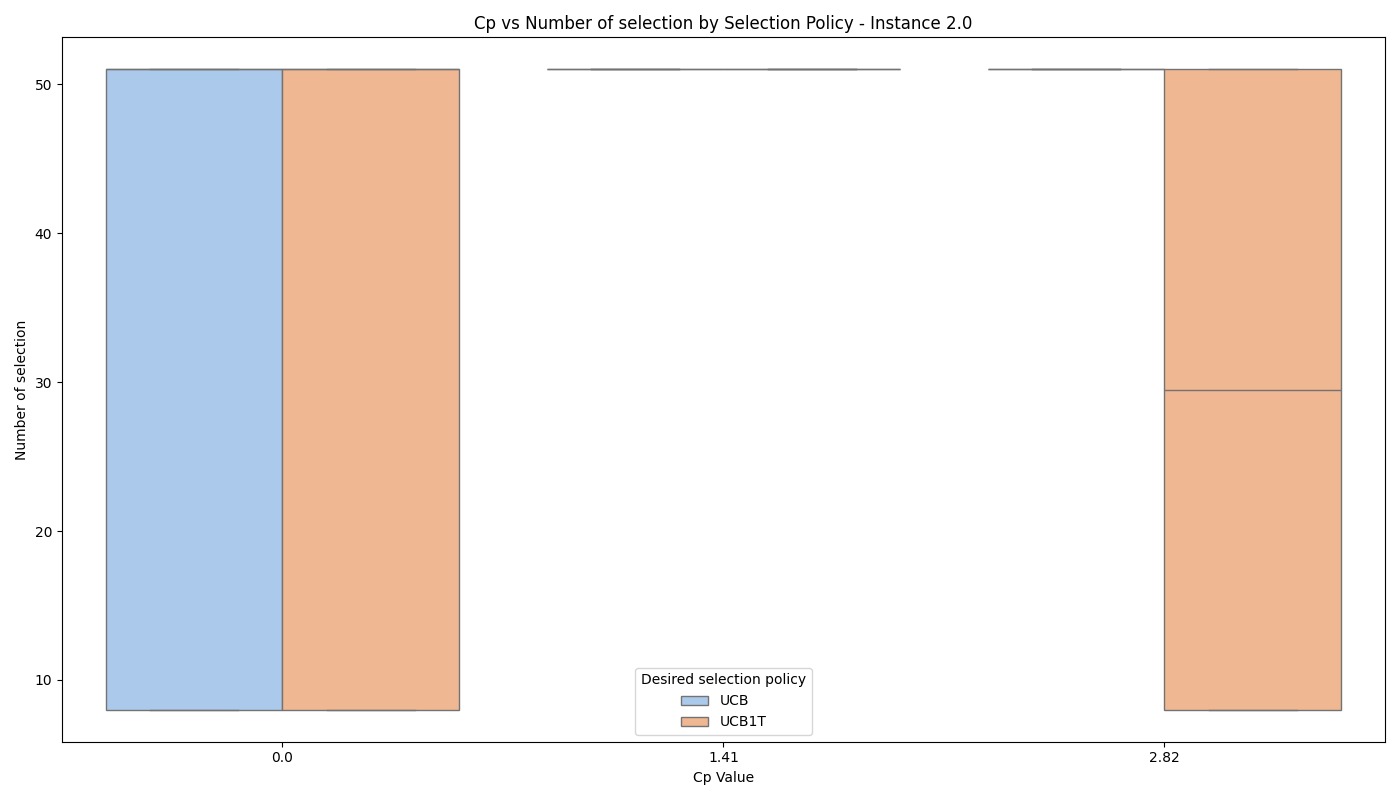 Cp vs Number of selection by Selection Policy - Instance 2.0
Number of selection
50
40
30
20
10
Desired selection policy
UCB
UCB1T
0.0
1.41
2.82
Cp Value